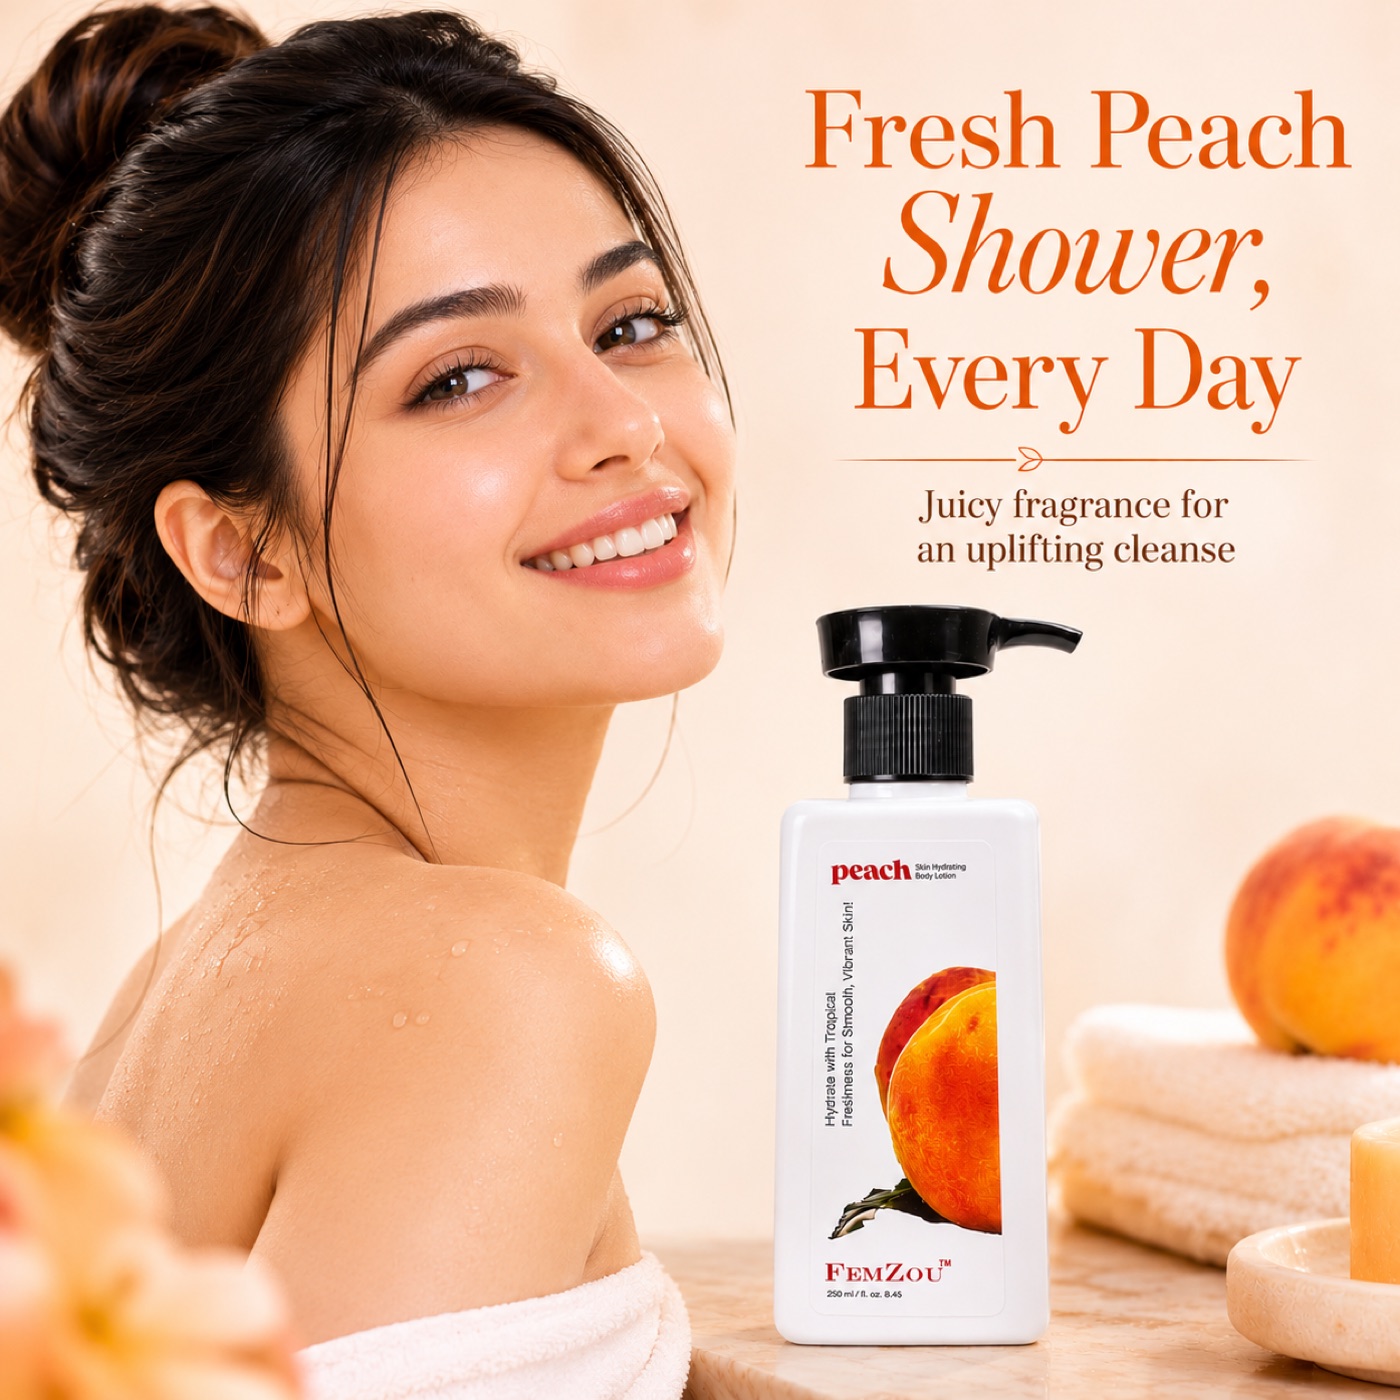 Fresh Peach
Shower,
Every Day
Juicy fragrance for
an uplifting cleanse
peach Skin Hydrating
Body Lotion
Hydrate with Tropical
Freshness for Smooth, Vibrant Skin!
FEMZOU™
250 ml / fl. oz. 8.45